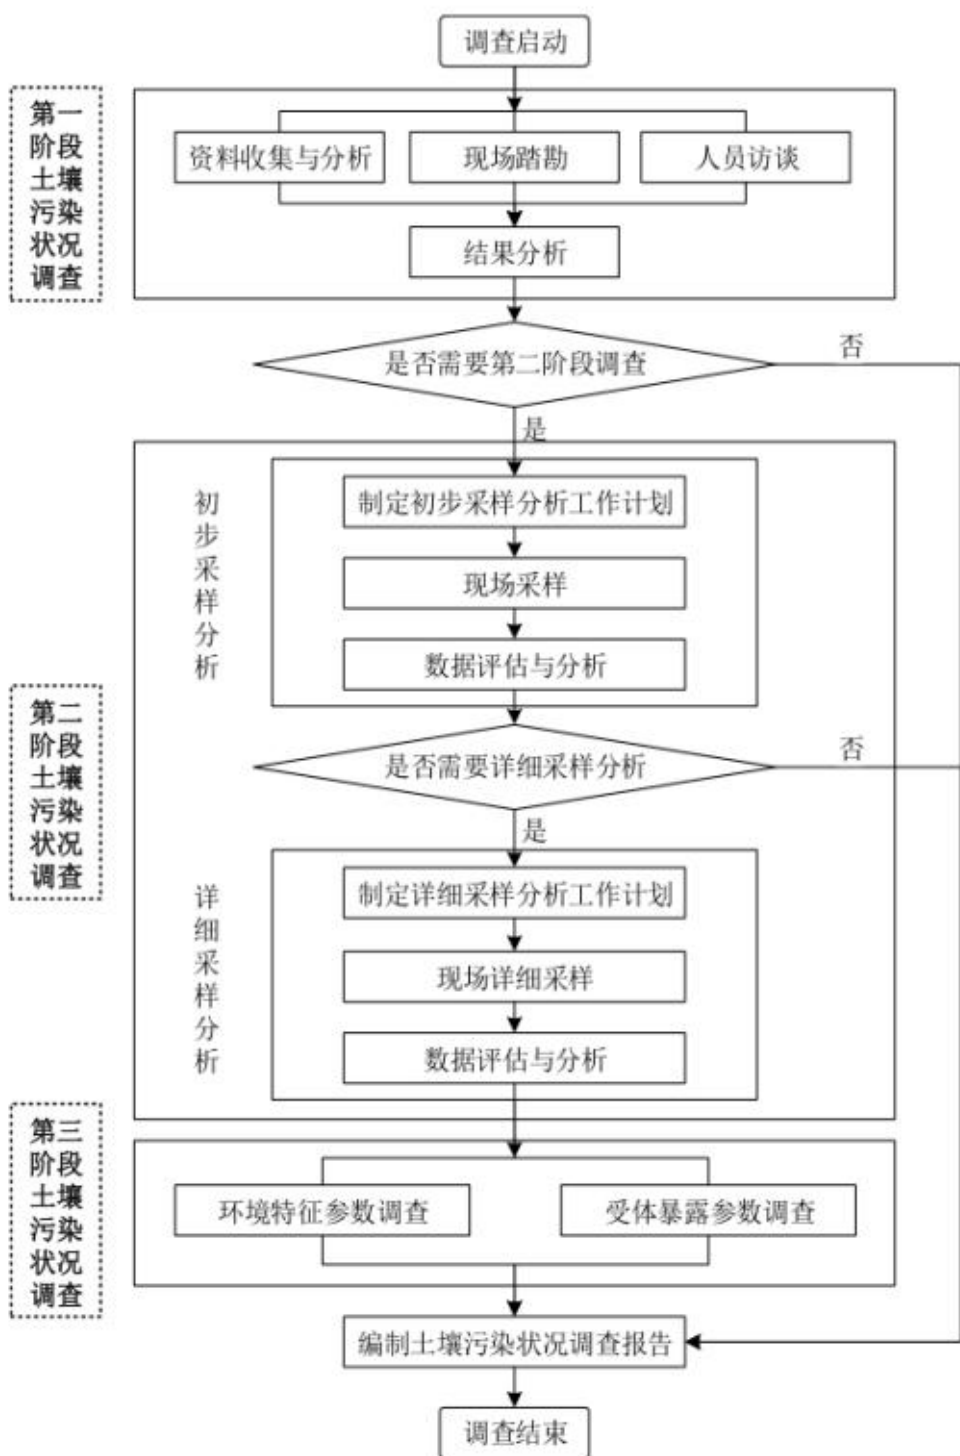 调查启动
第一
阶段
土壤
污染
状况
调查
资料收集与分析
现场踏勘
人员访谈
结果分析
是否需要第二阶段调查
否
是
初
步
采
样
分
析
制定初步采样分析工作计划
现场采样
数据评估与分析
第二
阶段
土壤
污染
状况
调查
是否需要详细采样分析
否
是
详
细
采
样
分
析
制定详细采样分析工作计划
现场详细采样
数据评估与分析
第三
阶段
土壤
污染
状况
调查
环境特征参数调查
受体暴露参数调查
编制土壤污染状况调查报告
调查结束